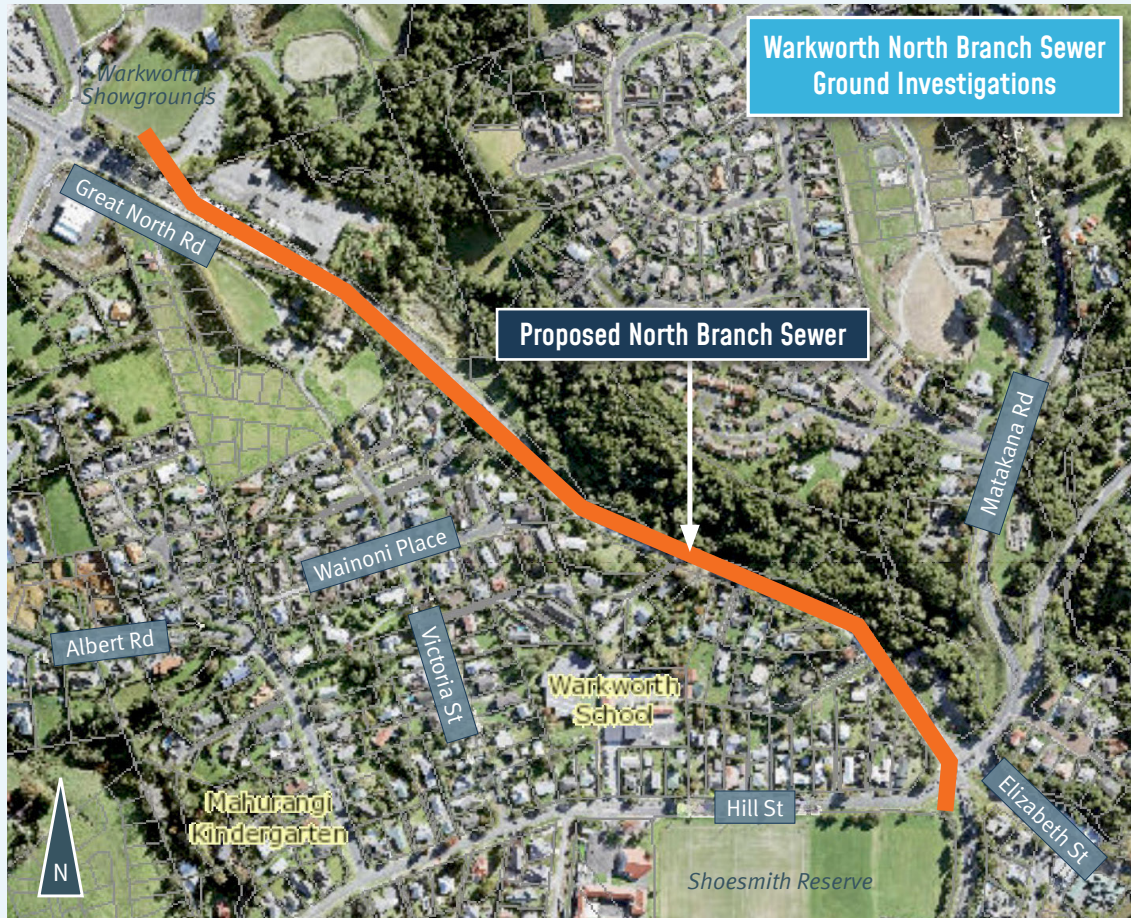 Warkworth North Branch Sewer
Ground Investigations
Warkworth
Showgrounds
Great North Rd
Proposed North Branch Sewer
Matakana Rd
Wainoni Place
Albert Rd
Victoria St
Warkworth
School
Mahurangi
Kindergarten
Hill St
Elizabeth St
Shoesmith Reserve
N